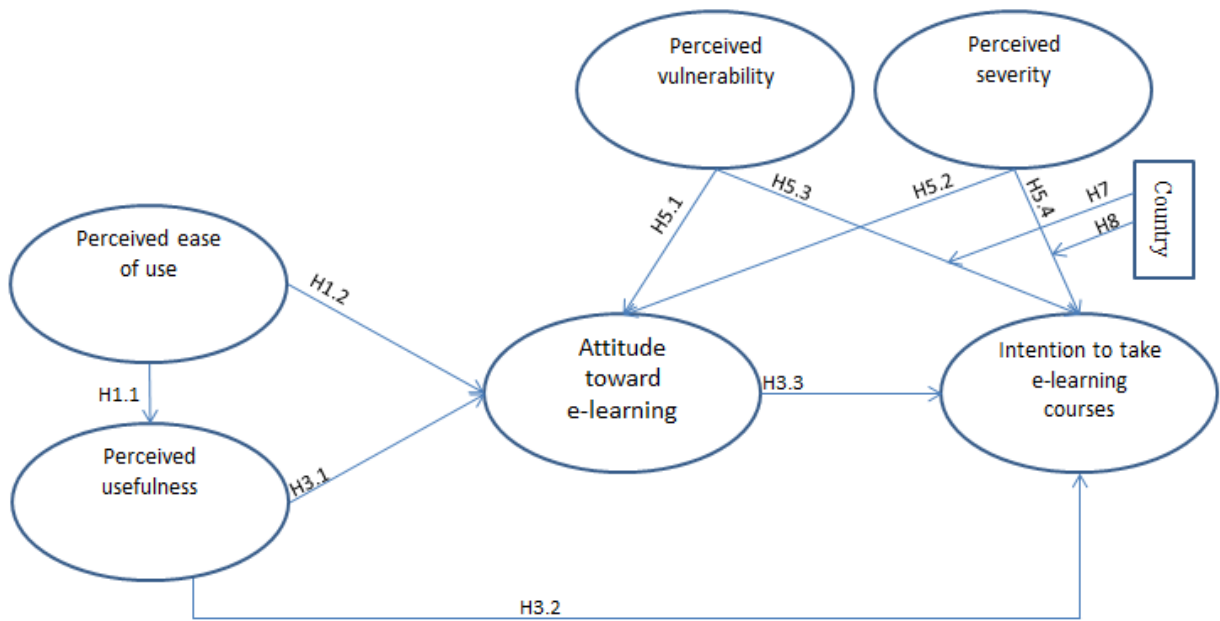 Perceived
vulnerability
Perceived
severity
H5.1
H5.3
H5.2
H5.4
H7
H8
Country
Perceived ease
of use
H1.2
H1.1
Perceived
usefulness
H3.1
Attitude
toward
e-learning
H3.3
Intention to take
e-learning
courses
H3.2